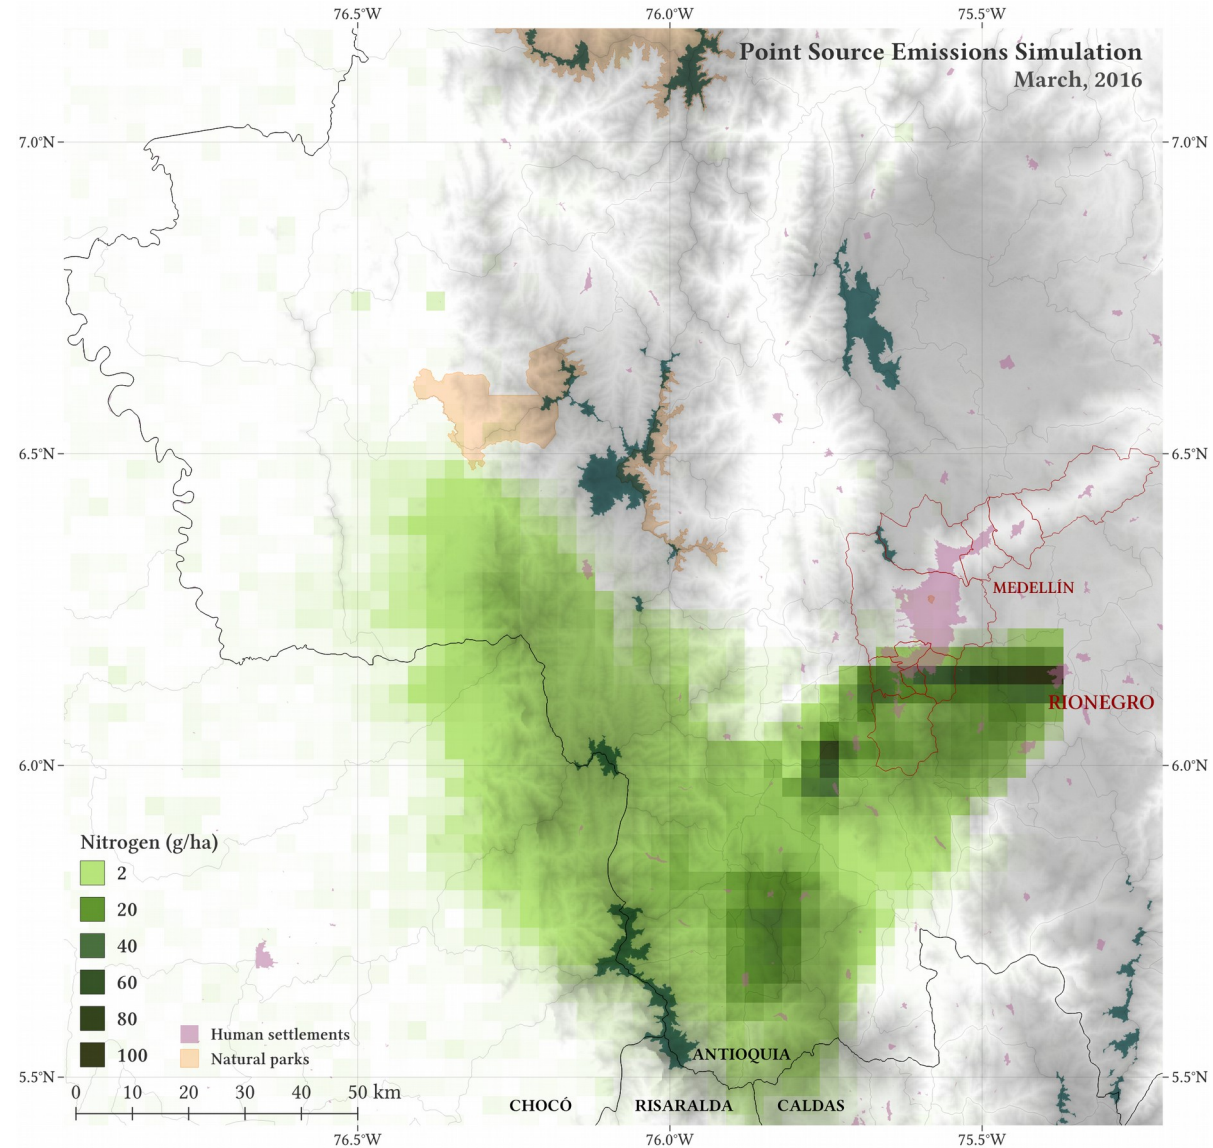 76.5°W 76.0°W 75.5°W
Point Source Emissions Simulation
March, 2016
7.0°N 7.0°N
6.5°N 6.5°N
MEDELLÍN
RIONEGRO
6.0°N 6.0°N
Nitrogen (g/ha)
2
20
40
60
80
100
Human settlements
Natural parks
ANTIOQUIA
5.5°N 5.5°N
0 10 20 30 40 50 km
CHOCÓ RISARALDA CALDAS
76.5°W 76.0°W 75.5°W